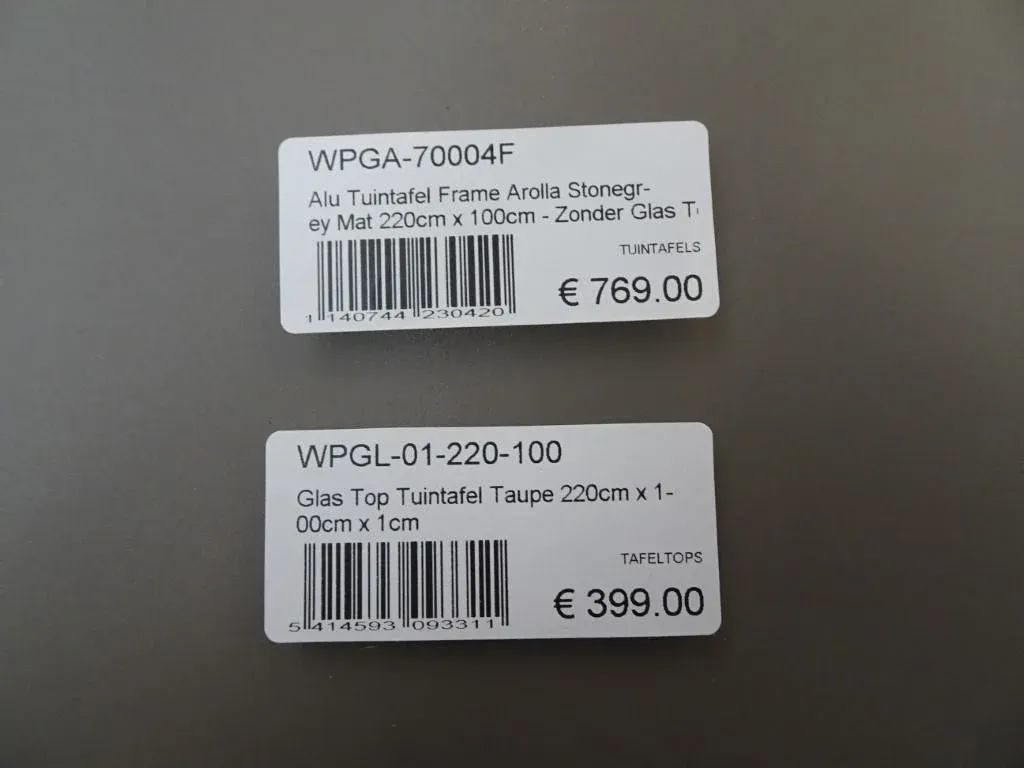 WPGA-70004F
Alu Tuintafel Frame Arolla Stonegr-
ey Mat 220cm x 100cm - Zonder Glas T
TUINTAFELS
€ 769.00
1 140744 230420
WPGL-01-220-100
Glas Top Tuintafel Taupe 220cm x 1-
00cm x 1cm
TAFELTOPS
€ 399.00
5 414593 093311